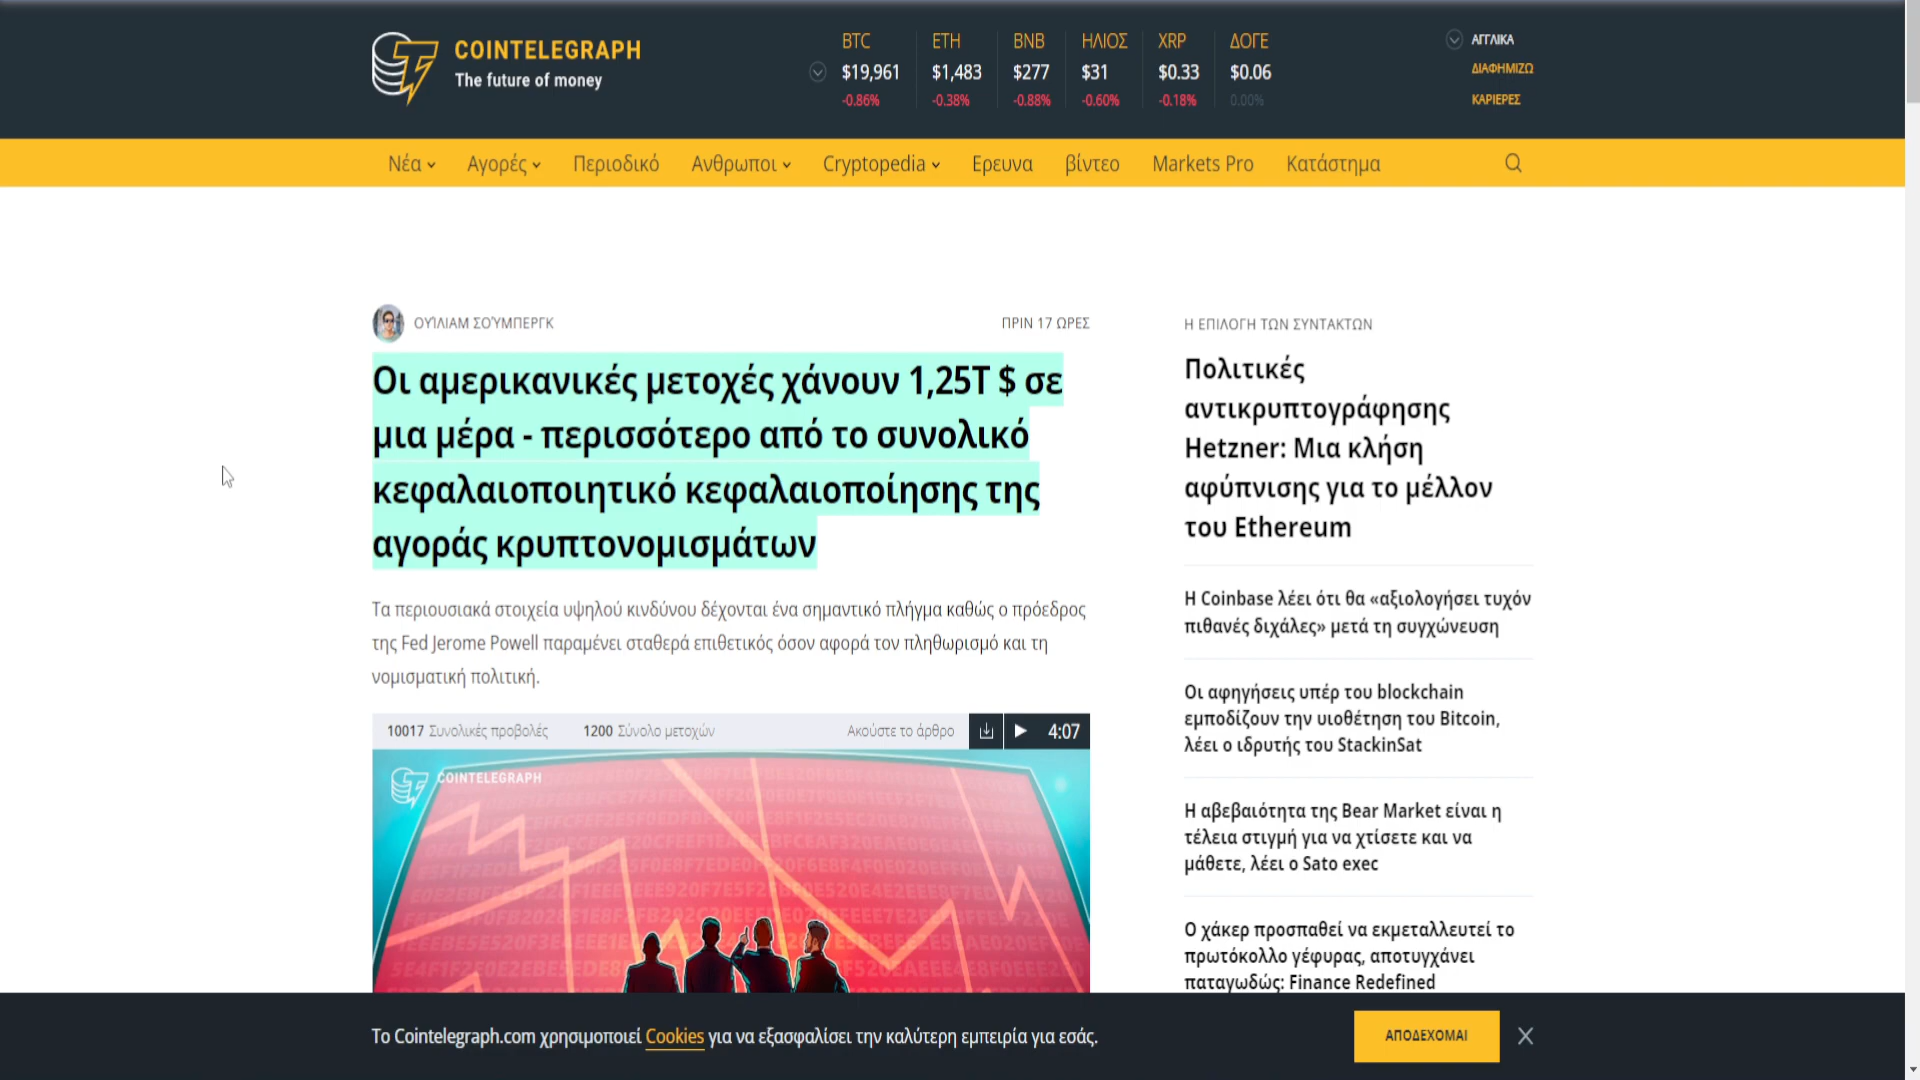 COINTELEGRAPH
The future of money
BTC ETH BNB ΗΛΙΟΣ XRP ΔΟΓΕ
$19,961 $1,483 $277 $31 $0.33 $0.06
-0.86% -0.38% -0.88% -0.60% -0.18% 0.00%
ΑΓΓΛΙΚΑ
ΔΙΑΦΗΜΙΖΩ
ΚΑΡΙΕΡΕΣ
Νέα Αγορές Περιοδικό Ανθρωποι Cryptopedia Ερευνα βίντεο Markets Pro Κατάστημα
ΟΥΊΛΙΑΜ ΣΟΎΜΠΕΡΓΚ
ΠΡΙΝ 17 ΩΡΕΣ
Οι αμερικανικές μετοχές χάνουν 1,25T $ σε
μια μέρα - περισσότερο από το συνολικό
κεφαλαιοποιητικό κεφαλαιοποίησης της
αγοράς κρυπτονομισμάτων
Τα περιουσιακά στοιχεία υψηλού κινδύνου δέχονται ένα σημαντικό πλήγμα καθώς ο πρόεδρος
της Fed Jerome Powell παραμένει σταθερά επιθετικός όσον αφορά τον πληθωρισμό και τη
νομισματική πολιτική.
10017 Συνολικές προβολές 1200 Σύνολο μετοχών Ακούστε το άρθρο 4:07
COINTELEGRAPH
Η ΕΠΙΛΟΓΗ ΤΩΝ ΣΥΝΤΑΚΤΩΝ
Πολιτικές
αντικρυπτογράφησης
Hetzner: Μια κλήση
αφύπνισης για το μέλλον
του Ethereum
Η Coinbase λέει ότι θα «αξιολογήσει τυχόν
πιθανές διχάλες» μετά τη συγχώνευση
Οι αφηγήσεις υπέρ του blockchain
εμποδίζουν την υιοθέτηση του Bitcoin,
λέει ο ιδρυτής του StackinSat
Η αβεβαιότητα της Bear Market είναι η
τέλεια στιγμή για να χτίσετε και να
μάθετε, λέει ο Sato exec
Ο χάκερ προσπαθεί να εκμεταλλευτεί το
πρωτόκολλο γέφυρας, αποτυγχάνει
παταγωδώς: Finance Redefined
Το Cointelegraph.com χρησιμοποιεί Cookies για να εξασφαλίσει την καλύτερη εμπειρία για εσάς.
ΑΠΟΔΕΧΟΜΑΙ